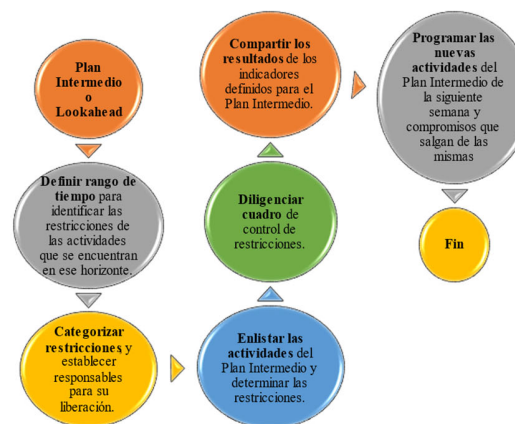 Plan
Intermedio
o
Lookahead
Definir rango de
tiempo para
identificar las
restricciones de
las actividades
que se encuentran
en ese horizonte.
Categorizar
restricciones, y
establecer
responsables
para su
liberación.
Enlistar las
actividades del
Plan Intermedio y
determinar las
restricciones.
Diligenciar
cuadro de
control de
restricciones.
Compartir los
resultados de los
indicadores
definidos para el
Plan Intermedio.
Programar las
nuevas
actividades del
Plan Intermedio de
la siguiente
semana y
compromisos que
salgan de las
mismas
Fin